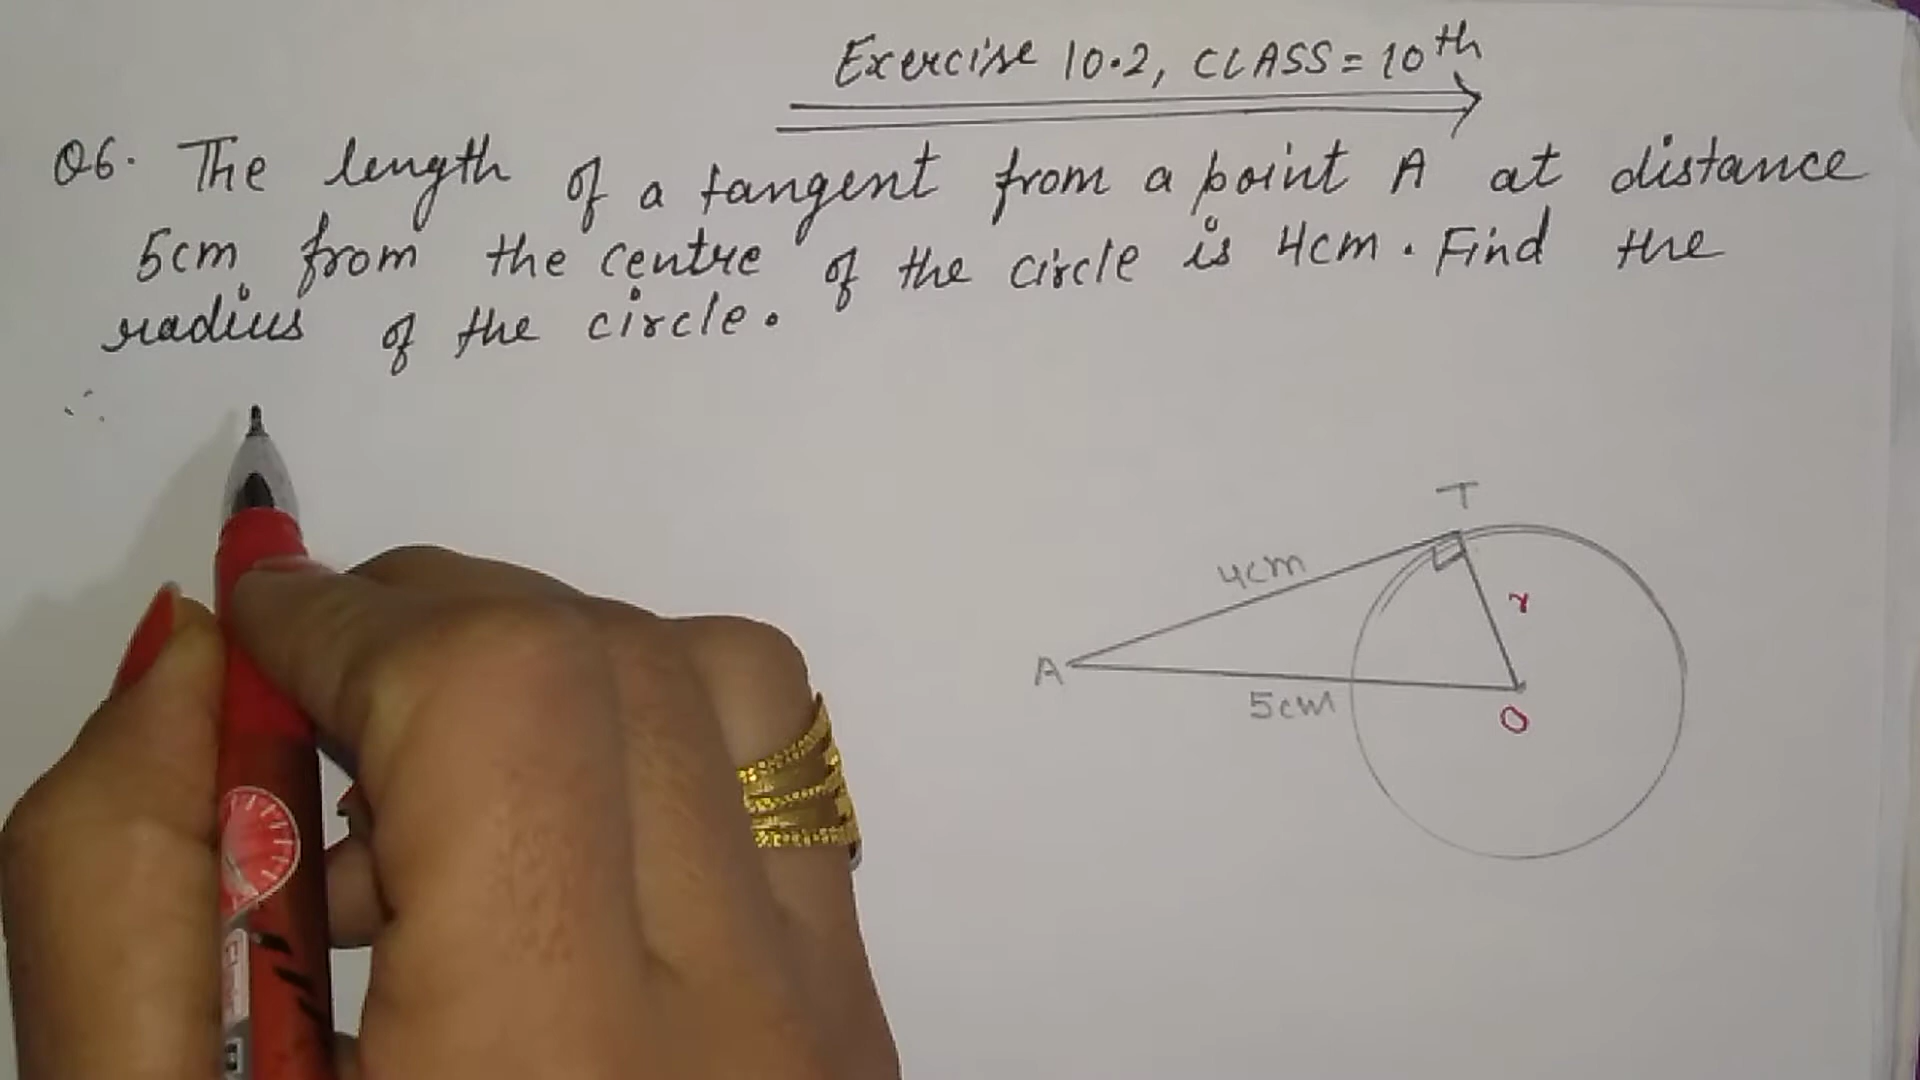 Exercise 10.2, CLASS = 10th
Q6. The length of a tangent from a point A at distance
5cm from the centre of the circle is 4cm. Find the
radius of the circle.
∴
T
4cm
r
A
5cm
O